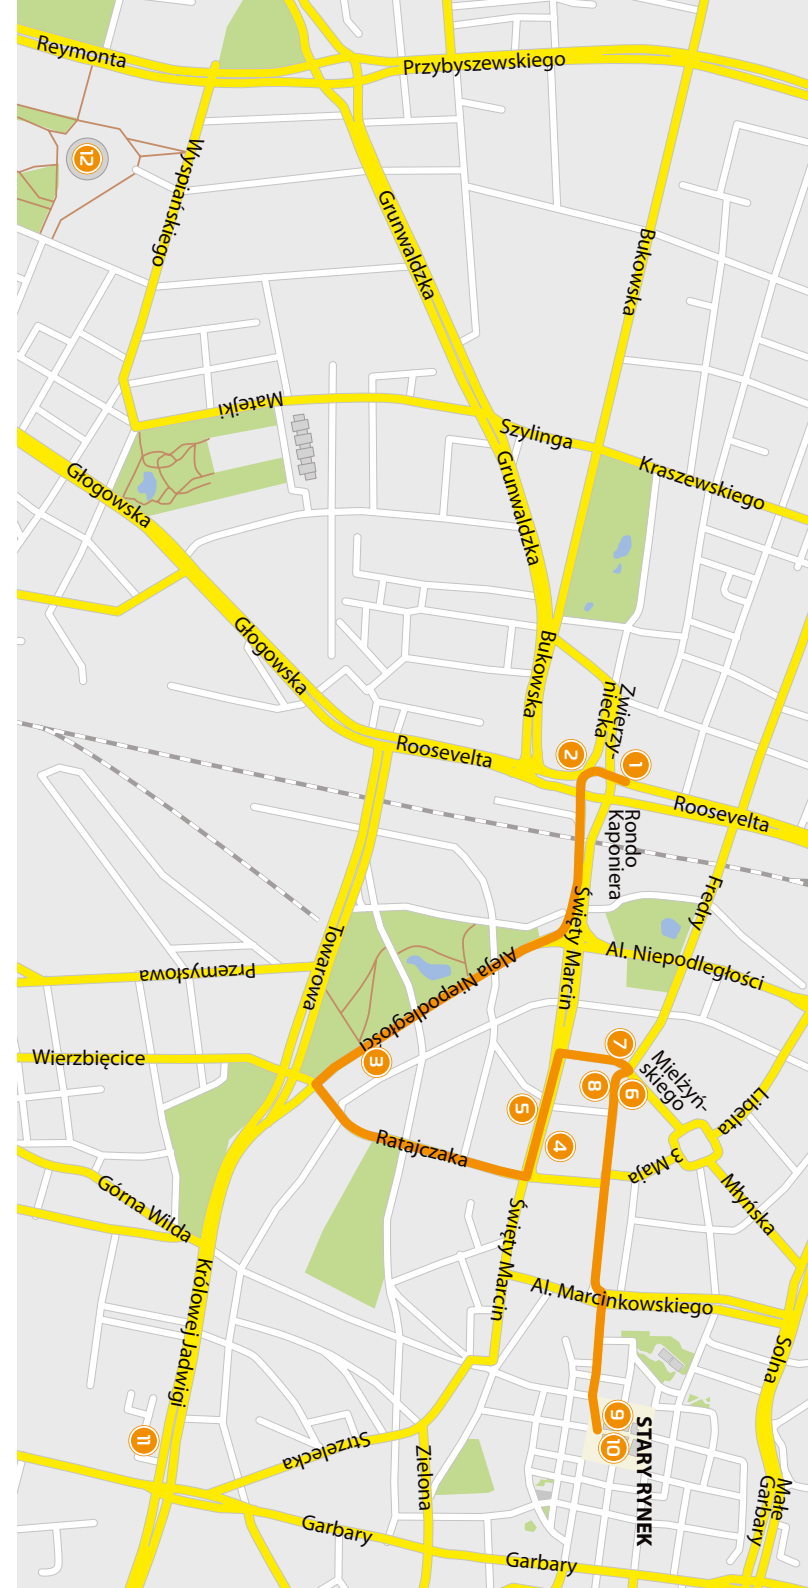 Reymonta
Przybyszewskiego
12
Wyspiańskiego
Grunwaldzka
Bukowska
Matejki
Szylinga
Kraszewskiego
Głogowska
Grunwaldzka
Głogowska
Bukowska
Zwierzy-
niecka
Roosevelta
2
1
Roosevelta
Rondo
Kaponiera
Fredry
Święty Marcin
Towarowa
Przemysłowa
Aleja Niepodległości
Al. Niepodległości
Wierzbięcice
3
7
Mielżyń-
skiego
8
6
5
4
Libelta
3 Maja
Ratajczaka
Młyńska
Górna Wilda
Święty Marcin
Al. Marcinkowskiego
Królowej Jadwigi
Solna
11
9
10
STARY RYNEK
Strzelecka
Zielona
Małe
Garbary
Garbary
Garbary